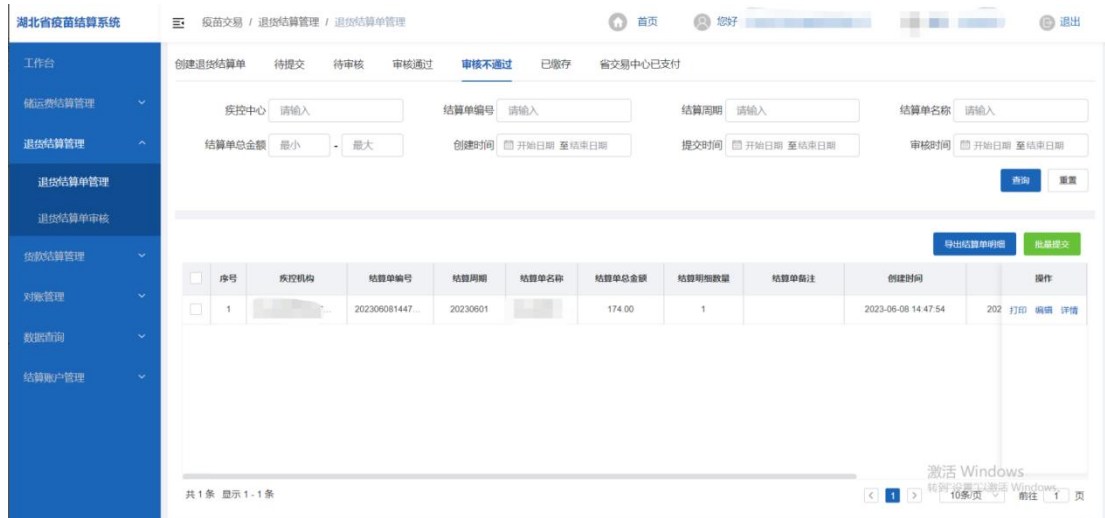 湖北省疫苗结算系统
疫苗交易 / 退货结算管理 / 退货结算单管理
首页
您好
退出
工作台
储运费结算管理
退货结算管理
退货结算单管理
退货结算单审核
货款结算管理
对账管理
数据查询
结算账户管理
创建退货结算单 待提交 待审核 审核通过 审核不通过 已缴存 省交易中心已支付
疾控中心 请输入 结算单编号 请输入 结算周期 请输入 结算单名称 请输入
结算单总金额 最小 - 最大 创建时间 开始日期 至结束日期 提交时间 开始日期 至结束日期 审核时间 开始日期 至结束日期
查询 重置
导出结算单明细 批量提交
序号 疾控机构 结算单编号 结算周期 结算单名称 结算单总金额 结算明细数量 结算单备注 创建时间 操作
1 202306081447... 20230601 174.00 1 2023-06-08 14:47:54 202 打印 编辑 详情
激活 Windows
转到"设置"以激活 Windows。
共 1 条 显示 1 - 1 条 < 1 > 10条/页 前往 1 页